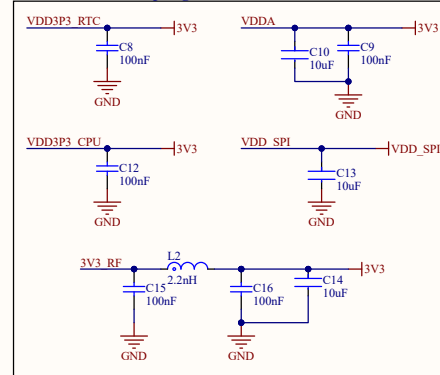 VDD3P3_RTC 3V3
C8
100nF
GND
VDDA 3V3
C10
10uF
C9
100nF
GND
VDD3P3_CPU 3V3
C12
100nF
GND
VDD_SPI VDD_SPI
C13
10uF
GND
3V3_RF L2 3V3
2.2nH
C15
100nF
C16
100nF
C14
10uF
GND
GND